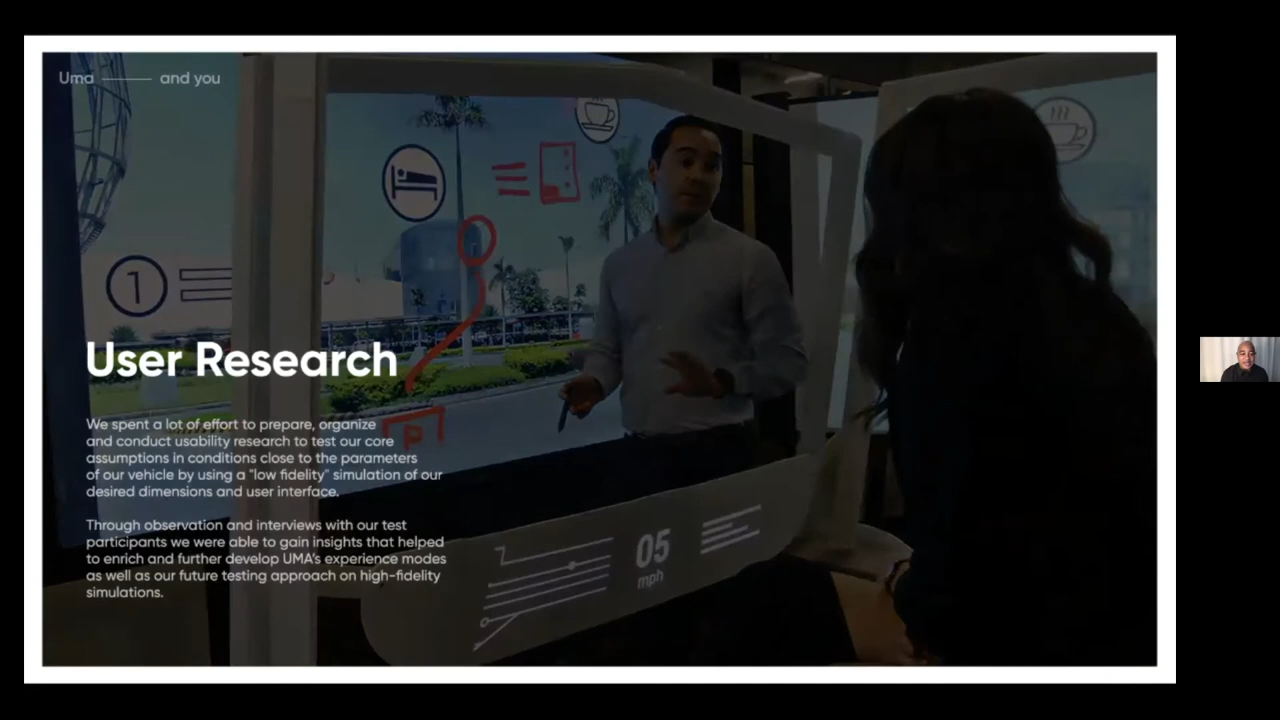 Uma and you
1
User Research
We spent a lot of effort to prepare, organize
and conduct usability research to test our core
assumptions in conditions close to the parameters
of our vehicle by using a "low fidelity" simulation of our
desired dimensions and user interface.
Through observation and interviews with our test
participants we were able to gain insights that helped
to enrich and further develop UMA's experience modes
as well as our future testing approach on high-fidelity
simulations.
P
05
mph